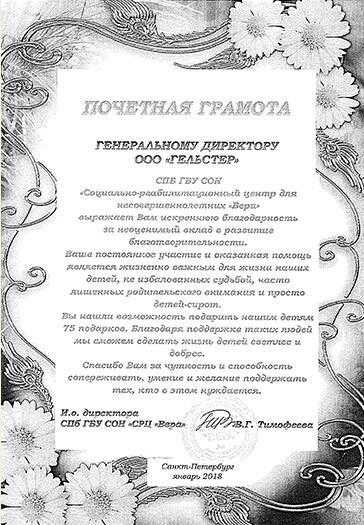 ПОЧЕТНАЯ ГРАМОТА
ГЕНЕРАЛЬНОМУ ДИРЕКТОРУ
ООО «ГЕЛЬСТЕР»
СПБ ГБУ СОН
«Социально-реабилитационный центр для
несовершеннолетних «Вера»
выражает Вам искреннюю благодарность
за неоценимый вклад в развитие
благотворительности.
Ваше постоянное участие и оказанная помощь
является жизненно важным для жизни наших
детей, не избалованных судьбой, часто
лишенных родительского внимания и просто
детей-сирот.
Вы нашли возможность подарить нашим детям
75 подарков. Благодаря поддержке таких людей
мы сможем сделать жизнь детей светлее и
добрее.
Спасибо Вам за чуткость и способность
сопереживать, умение и желание поддержать
тех, кто в этом нуждается.
И.о. директора
СПб ГБУ СОН «СРЦ «Вера» В.Г. Тимофеева
Санкт-Петербург
январь 2018